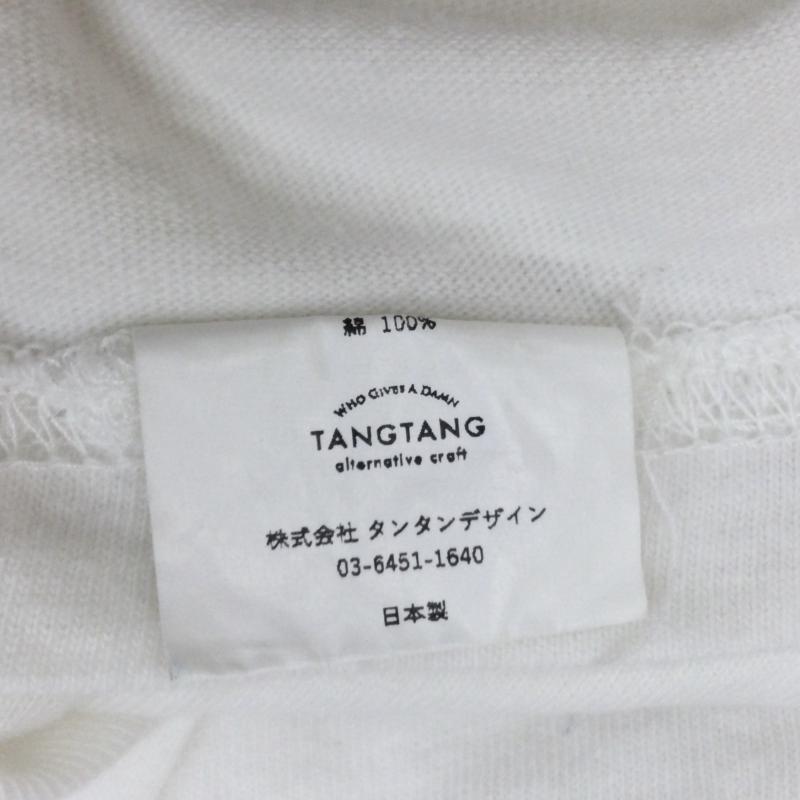 綿 100%
WHO GIVES A DAMN
TANGTANG
alternative craft
株式会社 タンタンデザイン
03-6451-1640
日本製